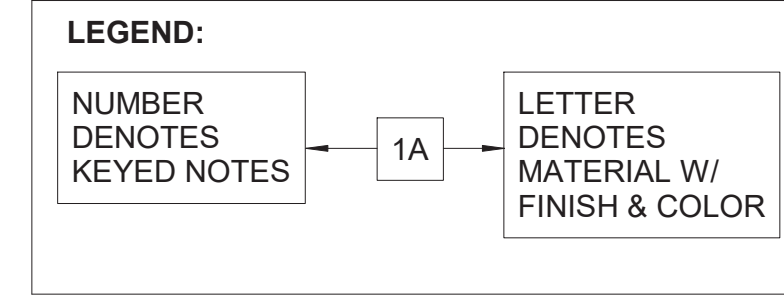 LEGEND:
NUMBER
DENOTES
KEYED NOTES
1A
LETTER
DENOTES
MATERIAL W/
FINISH & COLOR